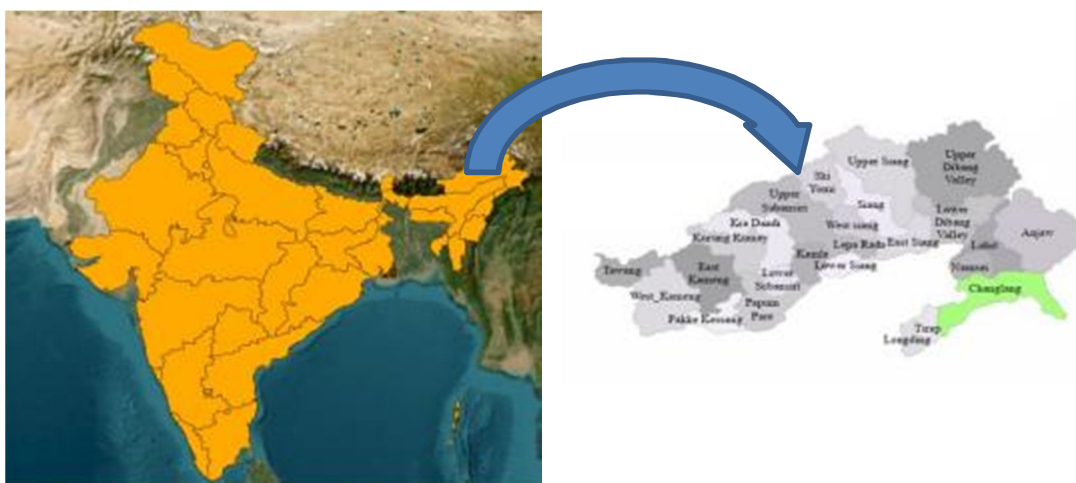 Upper Siang
Upper
Dibang
Valley
Shi
Yomi
Upper
Subansiri
Siang
Kra Daadi
West siang
Lower
Dibang
Valley
Anjaw
Kurung Kumey
Lepa Rada
East Siang
Lohit
Kamle
Lower Siang
Namsai
Tawang
East
Kameng
Lower
Subansiri
Changlang
West_Kameng
Papum
Pare
Pakke Kessang
Tirap
Longding